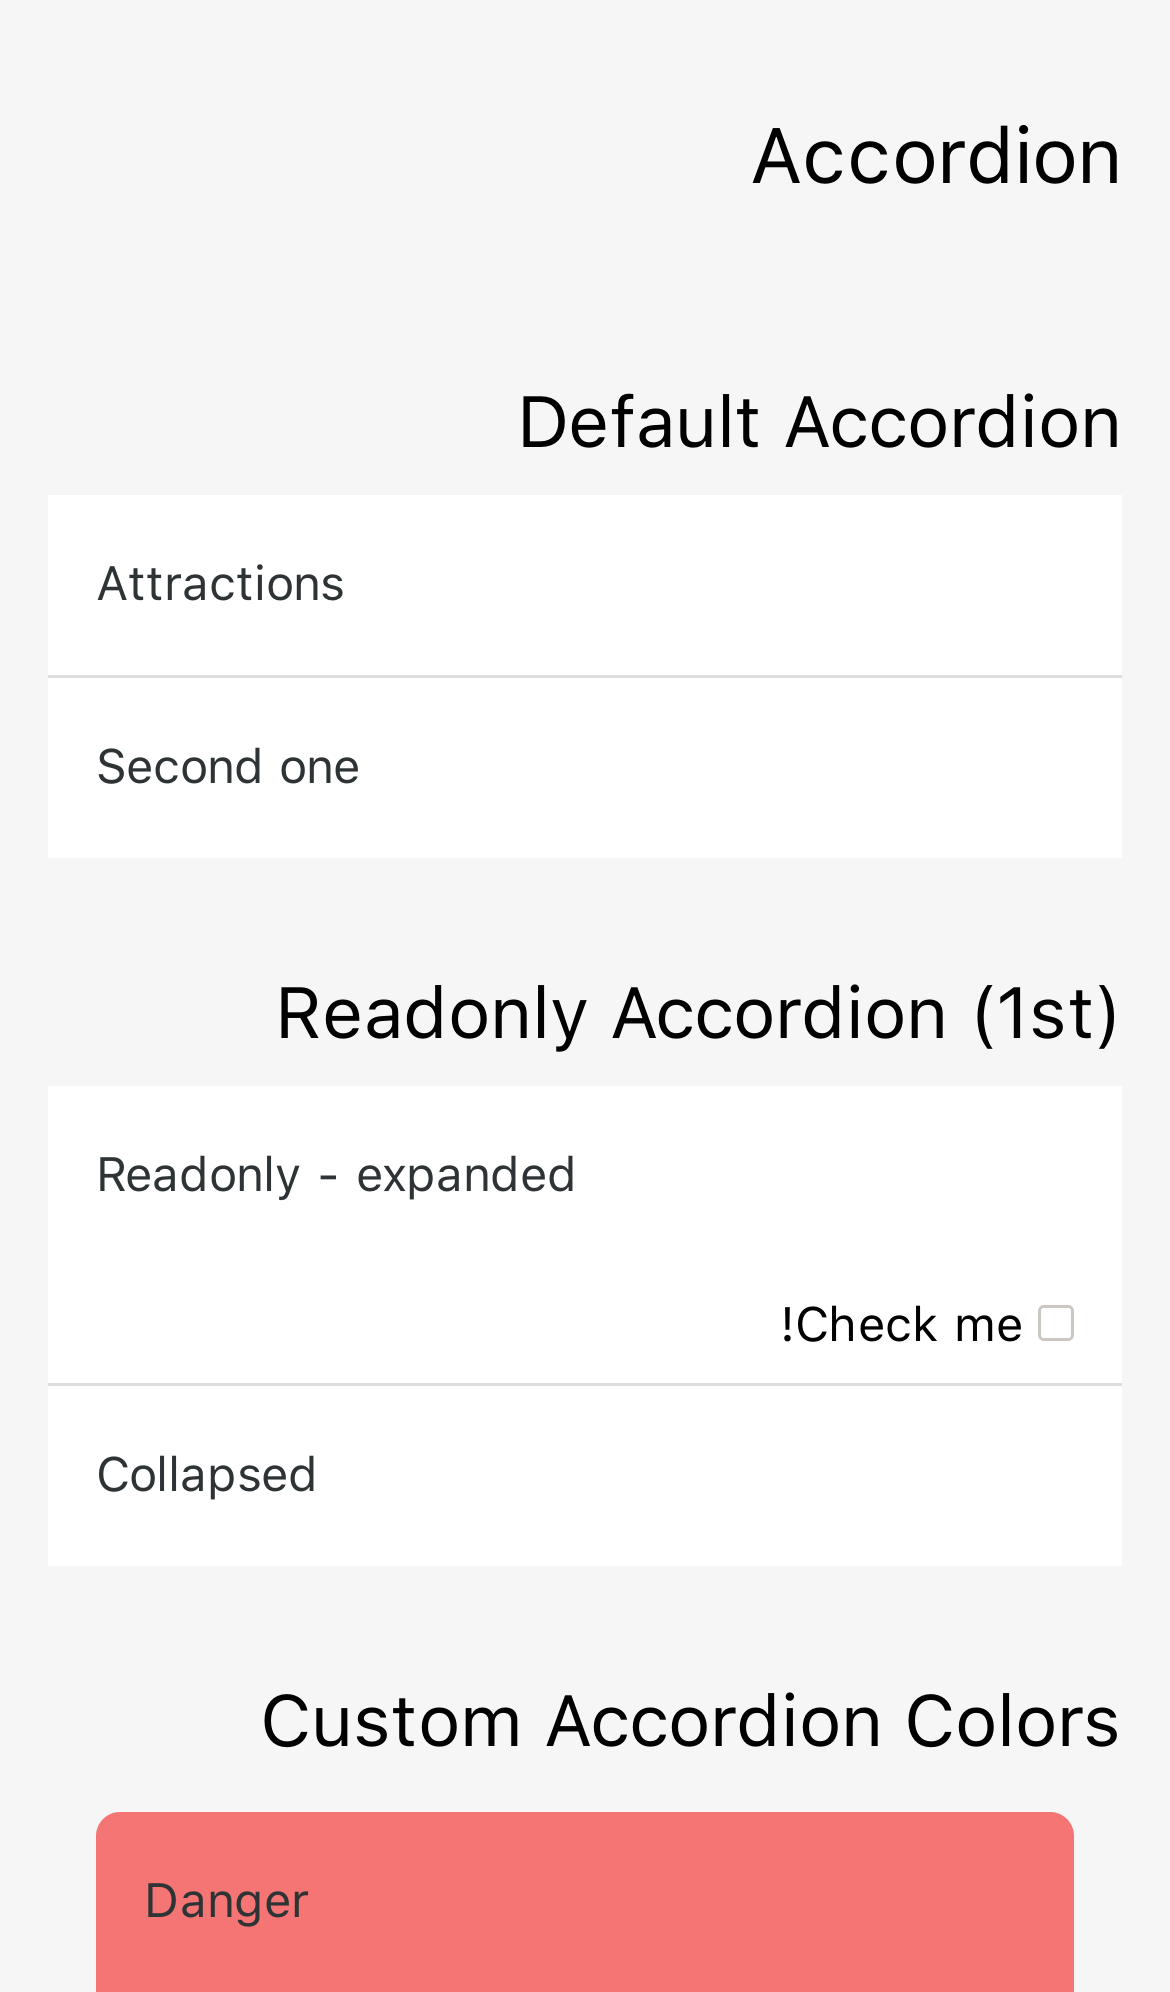 Accordion
Default Accordion
Attractions
Second one
Readonly Accordion (1st)
Readonly - expanded
!Check me
Collapsed
Custom Accordion Colors
Danger